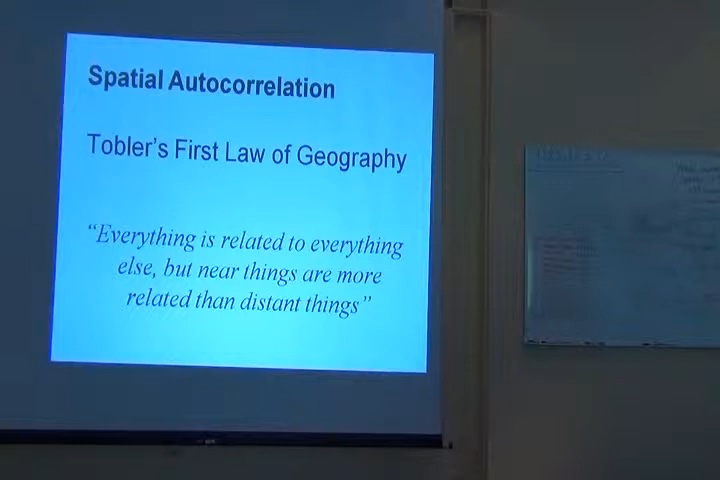 Spatial Autocorrelation
Tobler's First Law of Geography
"Everything is related to everything
else, but near things are more
related than distant things"